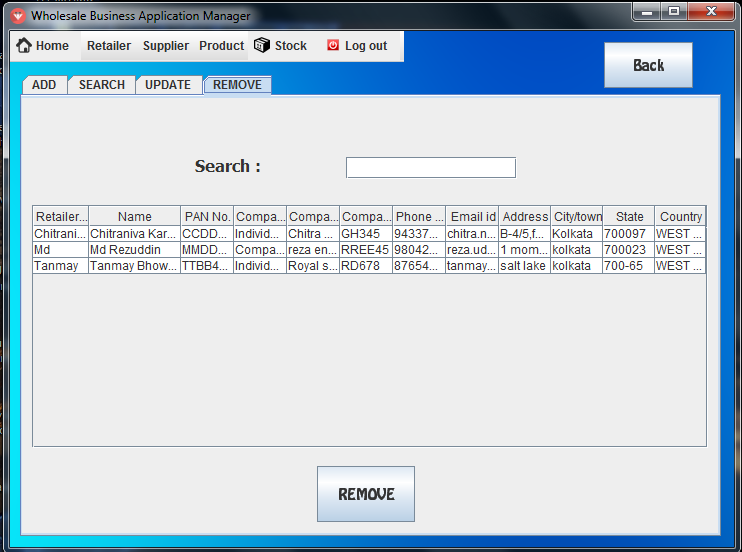 Wholesale Business Application Manager
Home Retailer Supplier Product Stock Log out
Back
ADD SEARCH UPDATE REMOVE
Search :
Retailer... Name PAN No. Compa... Compa... Compa... Phone ... Email id Address City/town State Country
Chitrani... Chitraniva Kar... CCDD... Individ... Chitra ... GH345 94337... chitra.n... B-4/5,f... Kolkata 700097 WEST ...
Md Md Rezuddin MMDD... Compa... reza en... RREE45 98042... reza.ud... 1 mom... kolkata 700023 WEST ...
Tanmay Tanmay Bhow... TTBB4... Individ... Royal s... RD678 87654... tanmay... salt lake kolkata 700-65 WEST ...
REMOVE